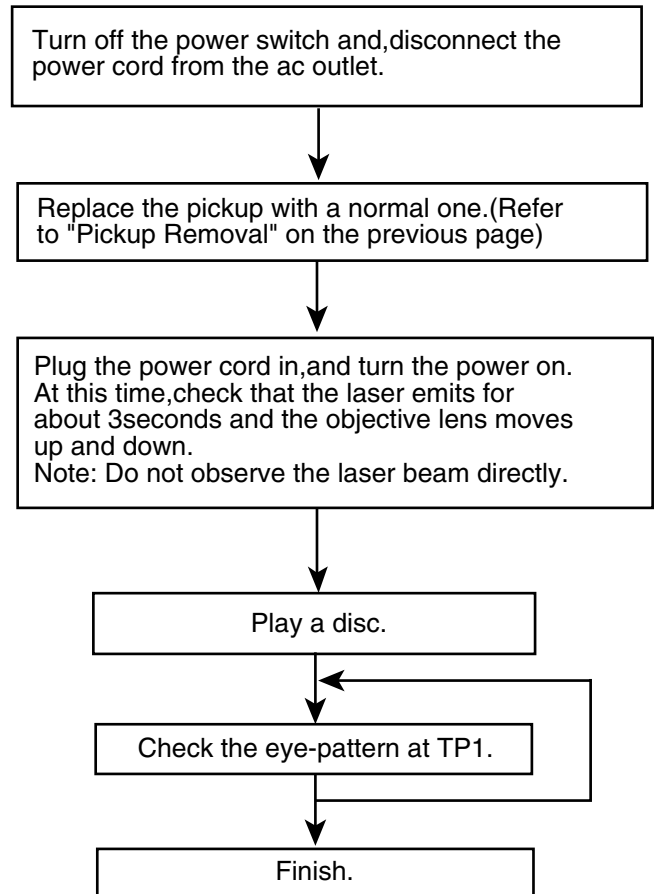 Turn off the power switch and,disconnect the
power cord from the ac outlet.
Replace the pickup with a normal one.(Refer
to "Pickup Removal" on the previous page)
Plug the power cord in,and turn the power on.
At this time,check that the laser emits for
about 3seconds and the objective lens moves
up and down.
Note: Do not observe the laser beam directly.
Play a disc.
Check the eye-pattern at TP1.
Finish.